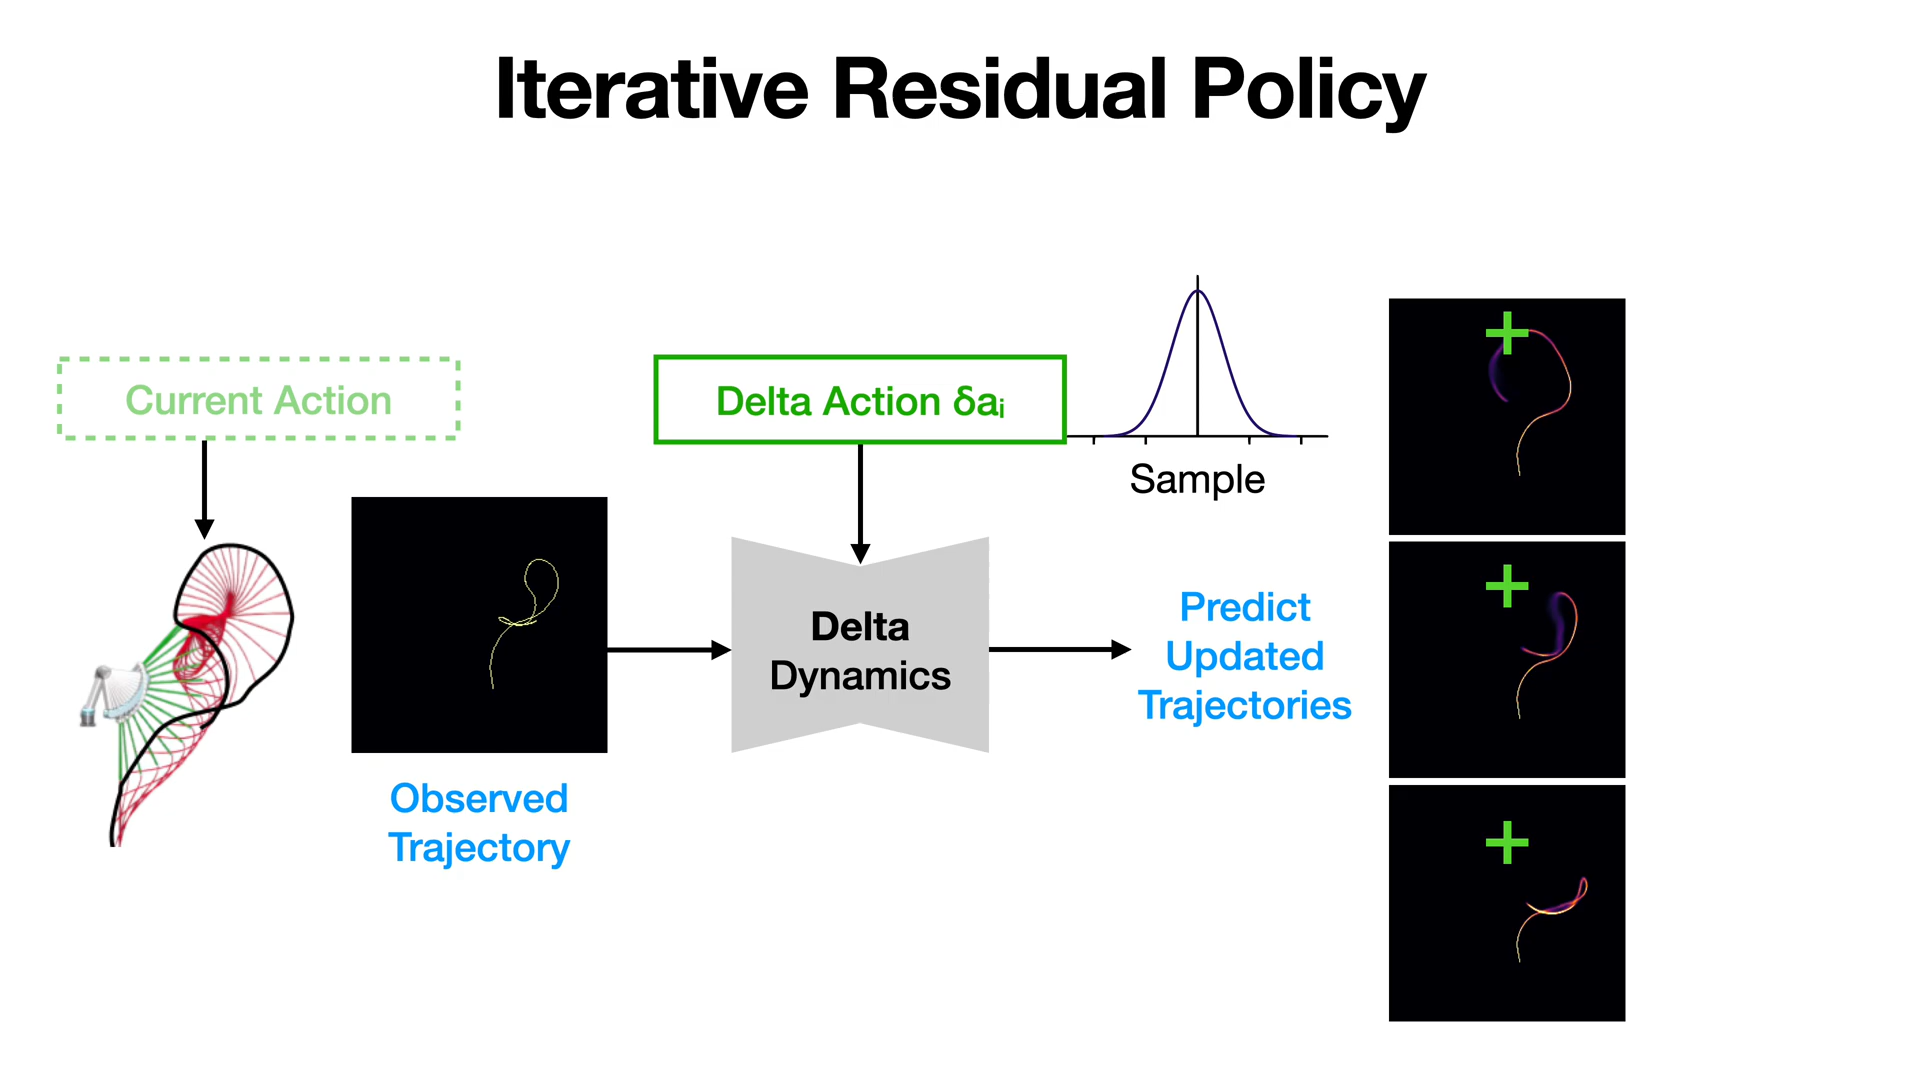 Iterative Residual Policy
Current Action
Delta Action δaᵢ
Sample
Delta
Dynamics
Predict
Updated
Trajectories
Observed
Trajectory